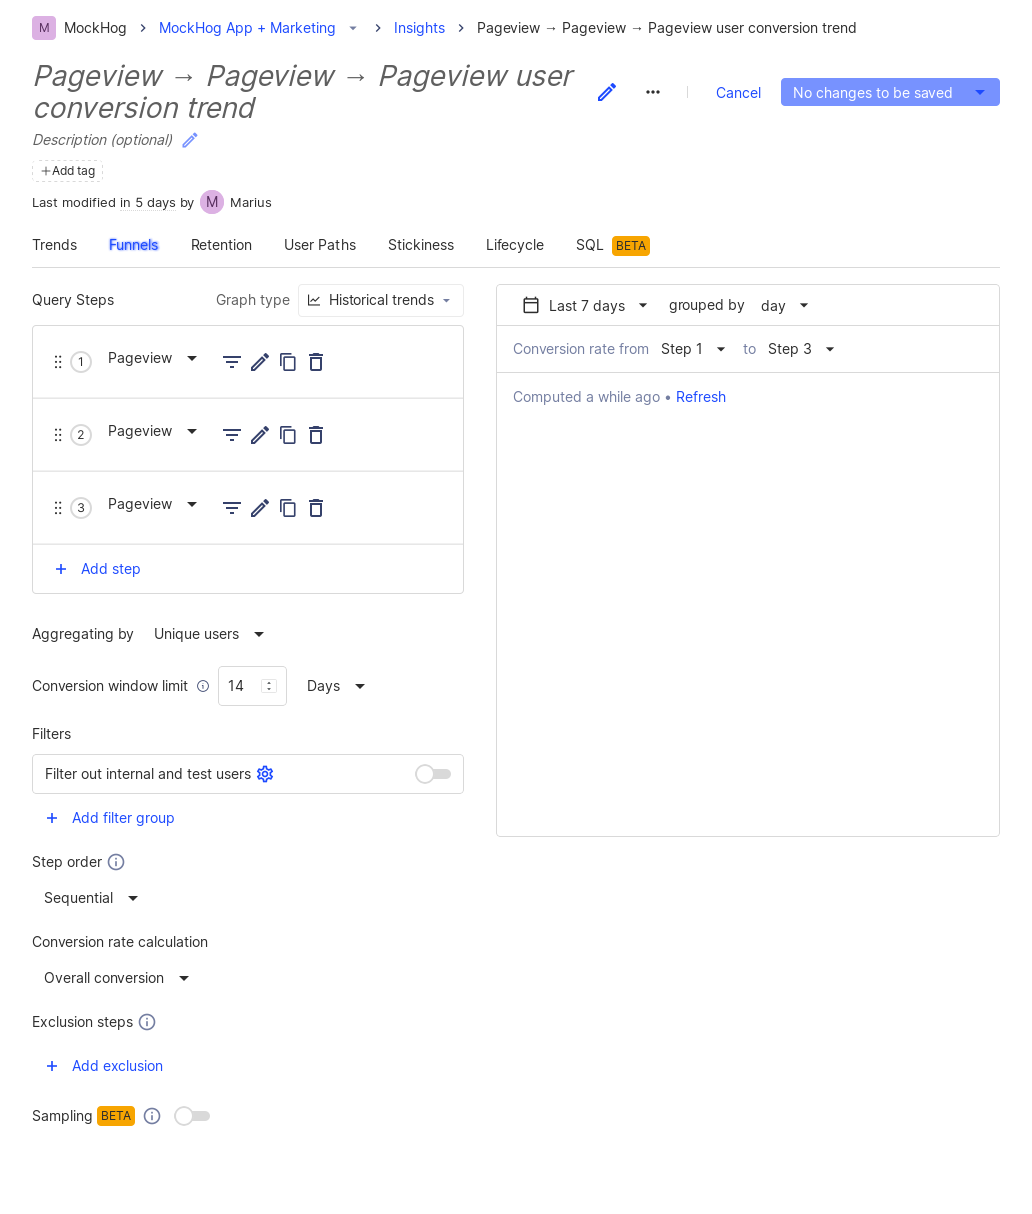 M MockHog MockHog App + Marketing Insights Pageview → Pageview → Pageview user conversion trend
Pageview → Pageview → Pageview user
conversion trend
Cancel
No changes to be saved
Description (optional)
Add tag
Last modified in 5 days by M Marius
Trends Funnels Retention User Paths Stickiness Lifecycle SQL BETA
Query Steps Graph type Historical trends
1 Pageview
2 Pageview
3 Pageview
Add step
Aggregating by Unique users
Conversion window limit 14 Days
Filters
Filter out internal and test users
Add filter group
Step order
Sequential
Conversion rate calculation
Overall conversion
Exclusion steps
Add exclusion
Sampling BETA
Last 7 days grouped by day
Conversion rate from Step 1 to Step 3
Computed a while ago • Refresh